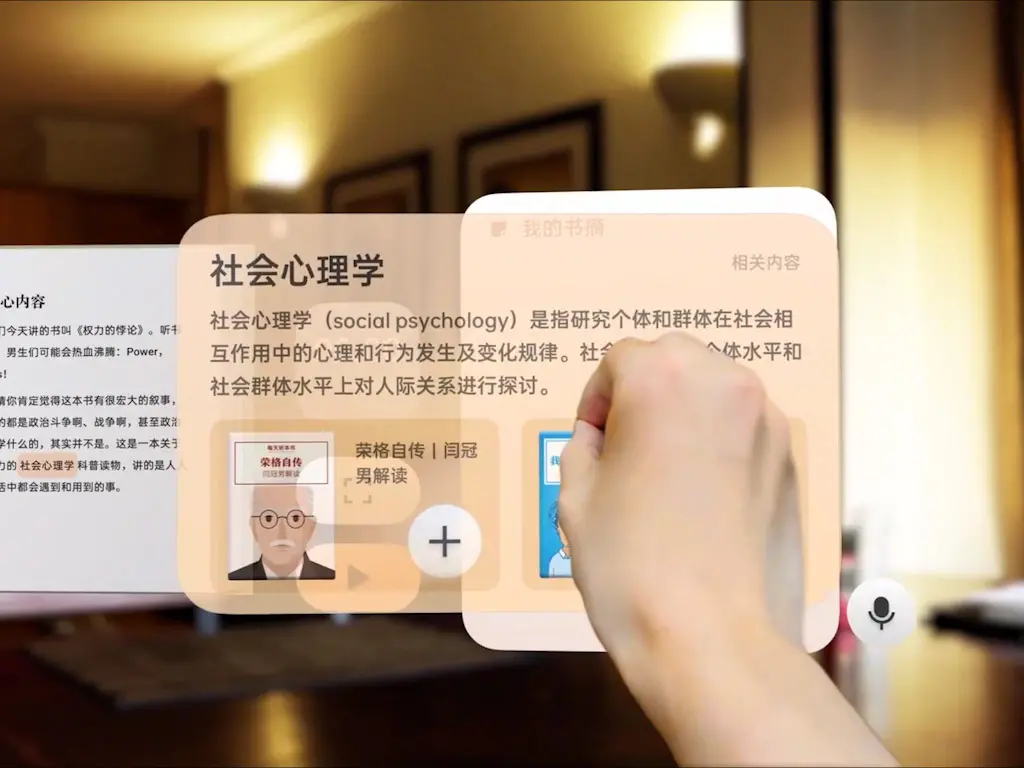 心内容
们今天讲的书叫《权力的悖论》。听书
男生们可能会热血沸腾：Power，
s!
猜你肯定觉得这本书有很宏大的叙事，
的都是政治斗争啊、战争啊，甚至政治
学什么的，其实并不是。这是一本关于
力的 社会心理学 科普读物，讲的是人人
活中都会遇到和用到的事。
我的书摘
社会心理学
相关内容
社会心理学（social psychology）是指研究个体和群体在社会相
互作用中的心理和行为发生及变化规律。社会 个体水平和
社会群体水平上对人际关系进行探讨。
每天听本书
荣格自传
闫冠男解读
荣格自传 | 闫冠
男解读
我